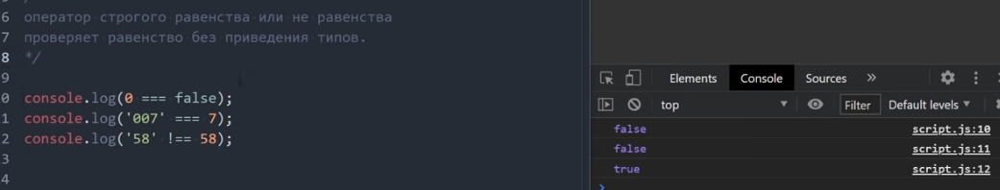 6 оператор строгого равенства или не равенства
7 проверяет равенство без приведения типов.
8 */
9
0 console.log(0 === false);
1 console.log('007' === 7);
2 console.log('58' !== 58);
3
4
Elements Console Sources »
top Filter Default levels ▼
false script.js:10
false script.js:11
true script.js:12